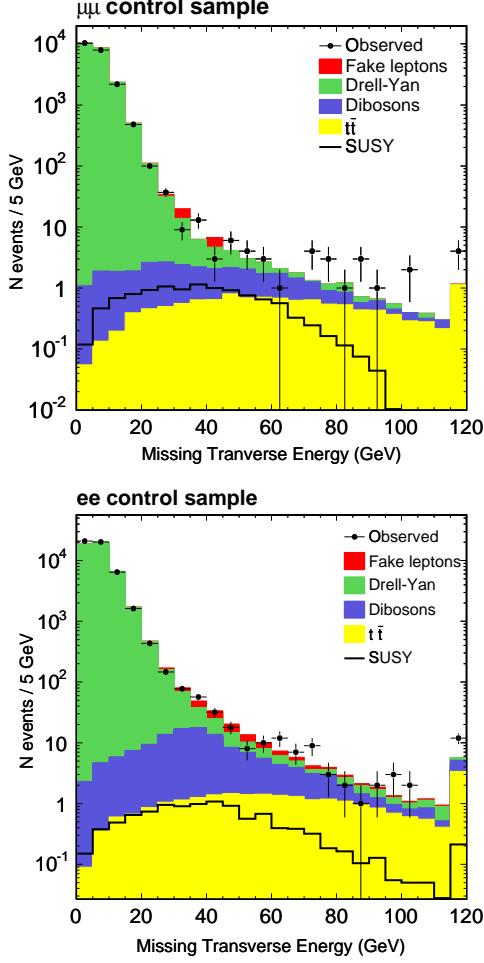 μμ control sample
N events / 5 GeV
10⁴
10³
10²
10
1
10⁻¹
10⁻²
Observed
Fake leptons
Drell-Yan
Dibosons
tt̄
SUSY
0 20 40 60 80 100 120
Missing Tranverse Energy (GeV)
ee control sample
N events / 5 GeV
10⁴
10³
10²
10
1
10⁻¹
Observed
Fake leptons
Drell-Yan
Dibosons
t t̄
SUSY
0 20 40 60 80 100 120
Missing Transverse Energy (GeV)